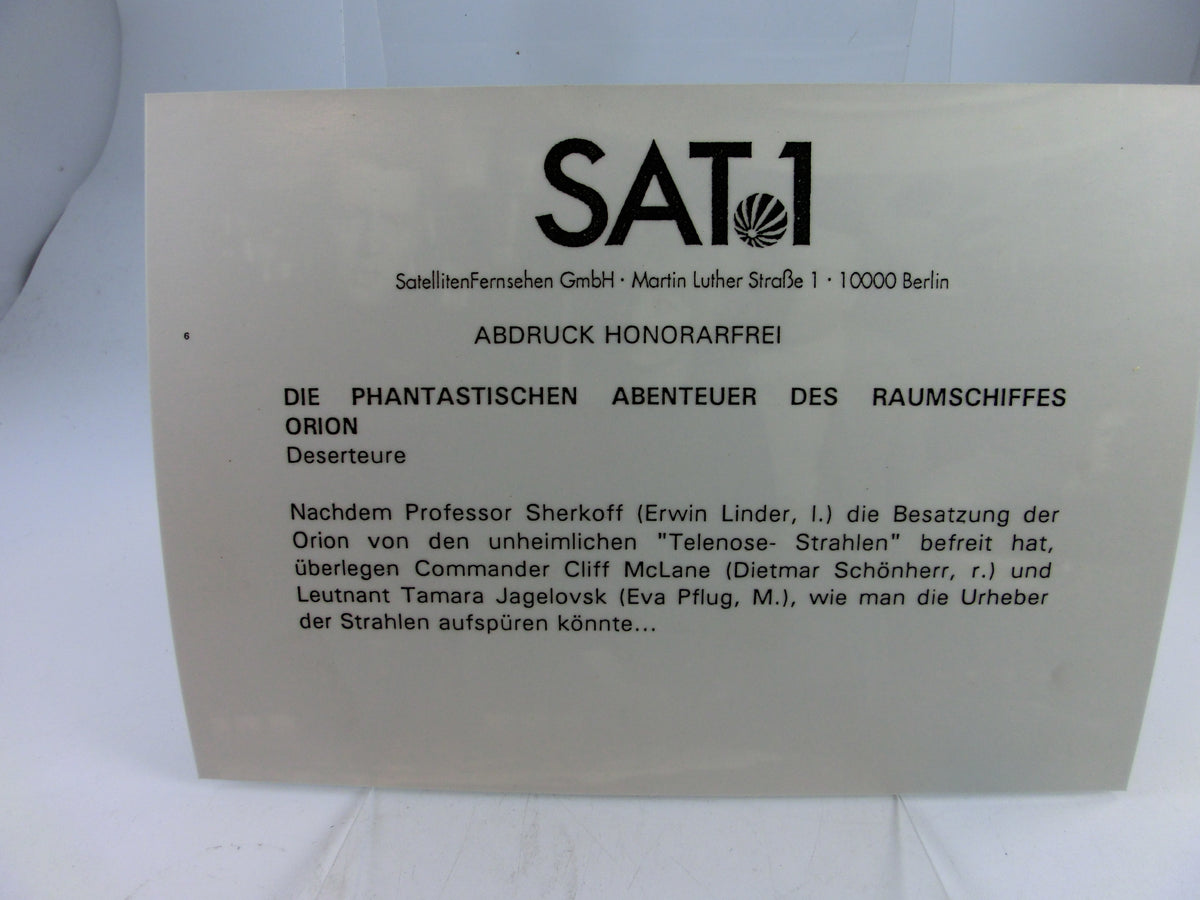 SAT.1
SatellitenFernsehen GmbH · Martin Luther Straße 1 · 10000 Berlin
6
ABDRUCK HONORARFREI
DIE PHANTASTISCHEN ABENTEUER DES RAUMSCHIFFES
ORION
Deserteure
Nachdem Professor Sherkoff (Erwin Linder, l.) die Besatzung der
Orion von den unheimlichen "Telenose- Strahlen" befreit hat,
überlegen Commander Cliff McLane (Dietmar Schönherr, r.) und
Leutnant Tamara Jagelovsk (Eva Pflug, M.), wie man die Urheber
der Strahlen aufspüren könnte...